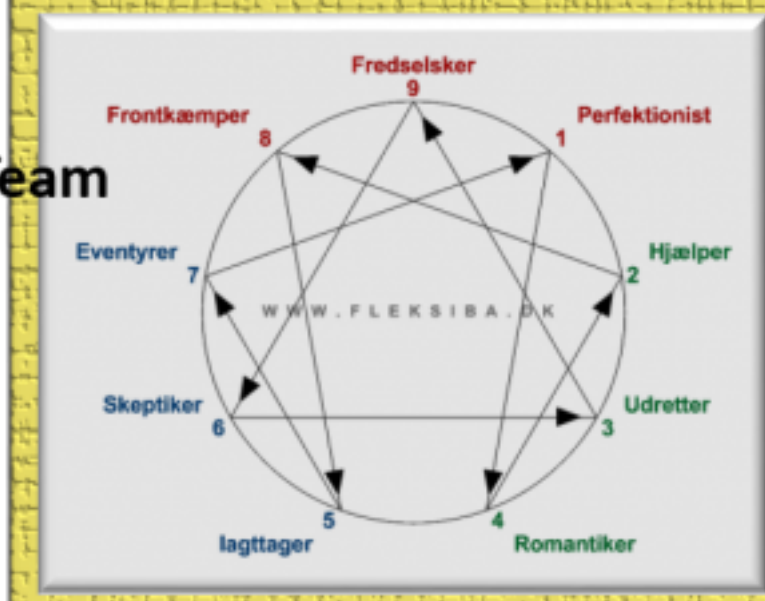 Fredselsker
9
Frontkæmper
8
Perfektionist
1
Team
Eventyrer
7
Hjælper
2
WWW.FLEKSIBA.DK
Skeptiker
6
Udretter
3
5
Iagttager
4
Romantiker